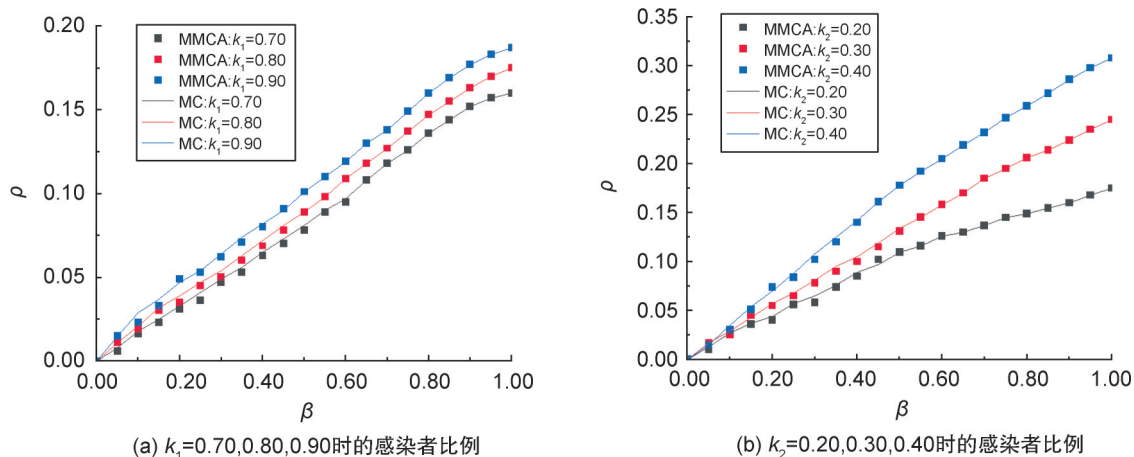 0.20
0.15
0.10
0.05
0.00
ρ
MMCA:k₁=0.70
MMCA:k₁=0.80
MMCA:k₁=0.90
MC:k₁=0.70
MC:k₁=0.80
MC:k₁=0.90
0.00 0.20 0.40 0.60 0.80 1.00
β
(a) k₁=0.70,0.80,0.90时的感染者比例
0.35
0.30
0.25
0.20
0.15
0.10
0.05
0.00
ρ
MMCA:k₂=0.20
MMCA:k₂=0.30
MMCA:k₂=0.40
MC:k₂=0.20
MC:k₂=0.30
MC:k₂=0.40
0.00 0.20 0.40 0.60 0.80 1.00
β
(b) k₂=0.20,0.30,0.40时的感染者比例